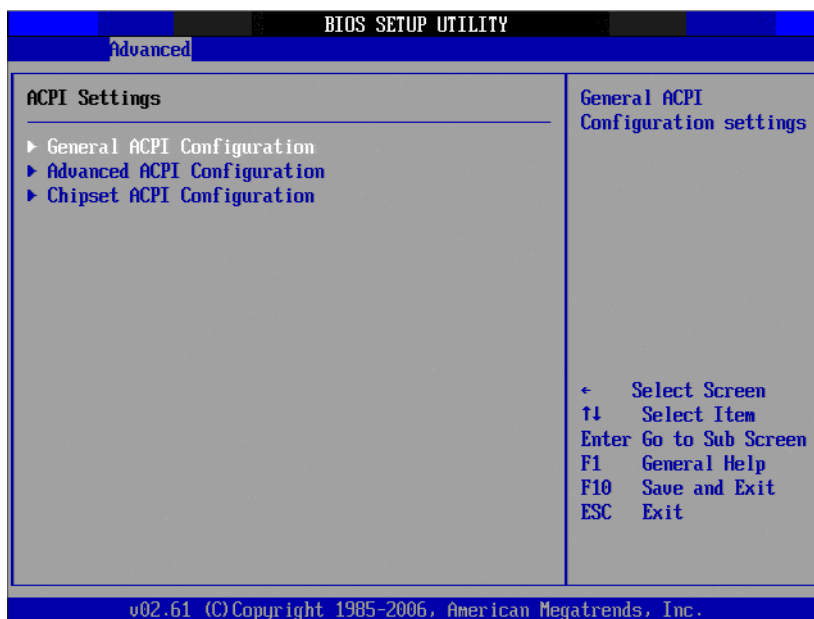 BIOS SETUP UTILITY
Advanced
ACPI Settings
▶ General ACPI Configuration
▶ Advanced ACPI Configuration
▶ Chipset ACPI Configuration
General ACPI
Configuration settings
← Select Screen
↑↓ Select Item
Enter Go to Sub Screen
F1 General Help
F10 Save and Exit
ESC Exit
v02.61 (C)Copyright 1985-2006, American Megatrends, Inc.